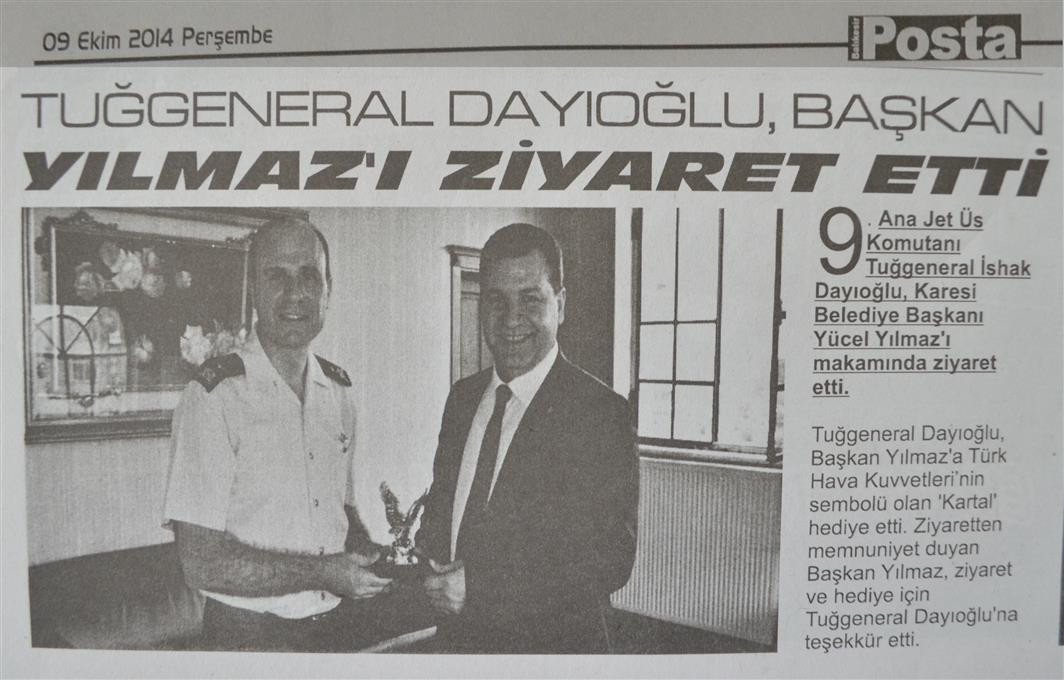 09 Ekim 2014 Perşembe
Balıkesir
Posta
TUĞGENERAL DAYIOĞLU, BAŞKAN
YILMAZ'I ZİYARET ETTİ
9. Ana Jet Üs
Komutanı
Tuğgeneral İshak
Dayıoğlu, Karesi
Belediye Başkanı
Yücel Yılmaz'ı
makamında ziyaret
etti.
Tuğgeneral Dayıoğlu,
Başkan Yılmaz'a Türk
Hava Kuvvetleri'nin
sembolü olan 'Kartal'
hediye etti. Ziyaretten
memnuniyet duyan
Başkan Yılmaz, ziyaret
ve hediye için
Tuğgeneral Dayıoğlu'na
teşekkür etti.